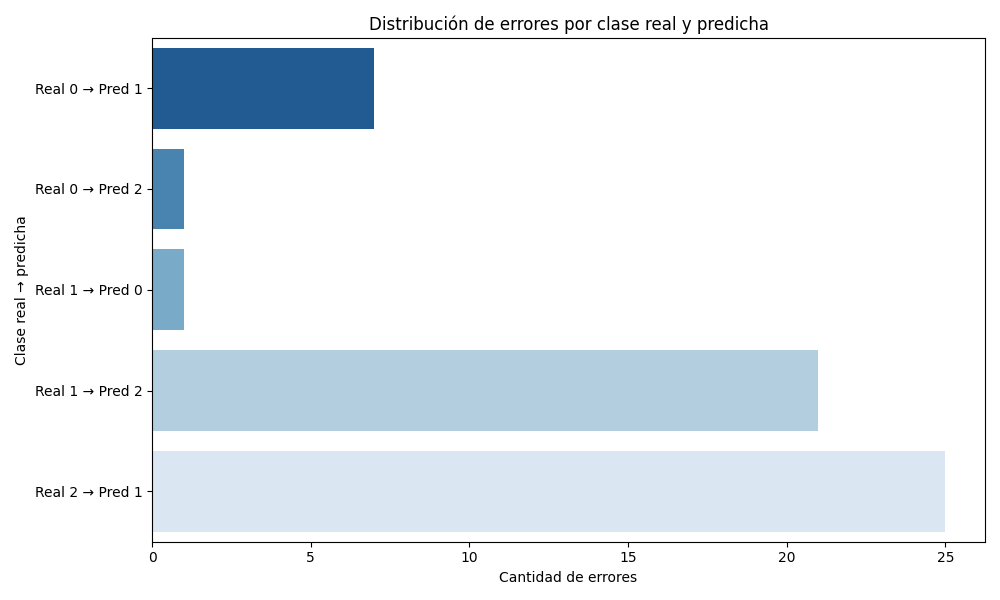 Distribución de errores por clase real y predicha
Clase real → predicha
Real 0 → Pred 1
Real 0 → Pred 2
Real 1 → Pred 0
Real 1 → Pred 2
Real 2 → Pred 1
0 5 10 15 20 25
Cantidad de errores